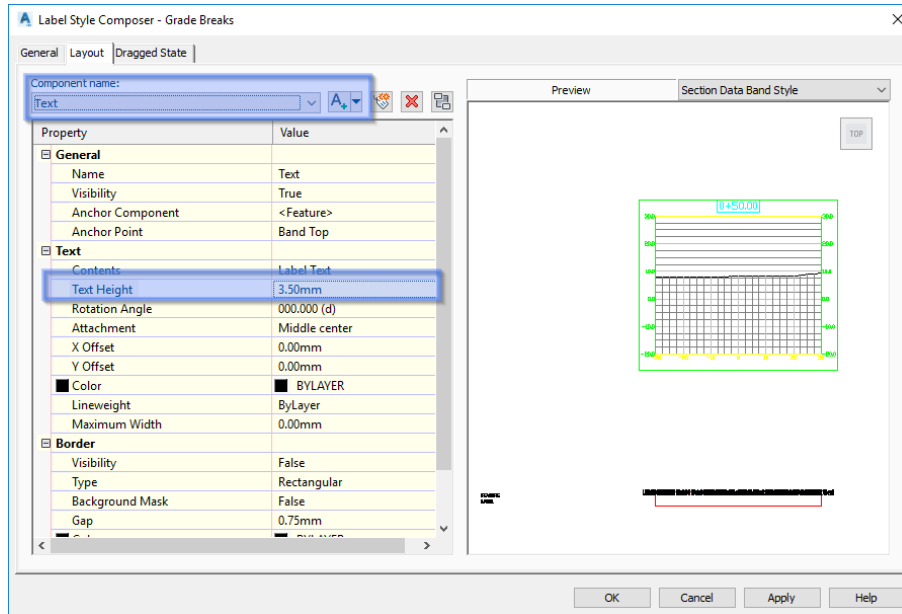 Label Style Composer - Grade Breaks
General Layout Dragged State
Component name:
Text
Property Value
General
Name Text
Visibility True
Anchor Component <Feature>
Anchor Point Band Top
Text
Contents Label Text
Text Height 3.50mm
Rotation Angle 000.000 (d)
Attachment Middle center
X Offset 0.00mm
Y Offset 0.00mm
Color BYLAYER
Lineweight ByLayer
Maximum Width 0.00mm
Border
Visibility False
Type Rectangular
Background Mask False
Gap 0.75mm
Preview Section Data Band Style
TOP
0+50.00
OK Cancel Apply Help